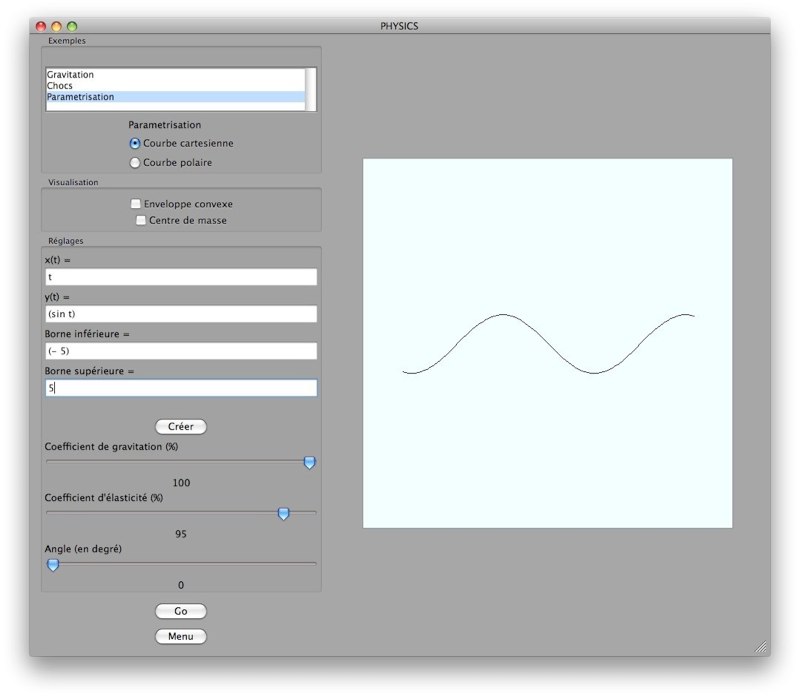 PHYSICS
Exemples
Gravitation
Chocs
Parametrisation
Parametrisation
Courbe cartesienne
Courbe polaire
Visualisation
Enveloppe convexe
Centre de masse
Réglages
x(t) =
t
y(t) =
(sin t)
Borne inférieure =
(- 5)
Borne supérieure =
5
Créer
Coefficient de gravitation (%)
100
Coefficient d'élasticité (%)
95
Angle (en degré)
0
Go
Menu